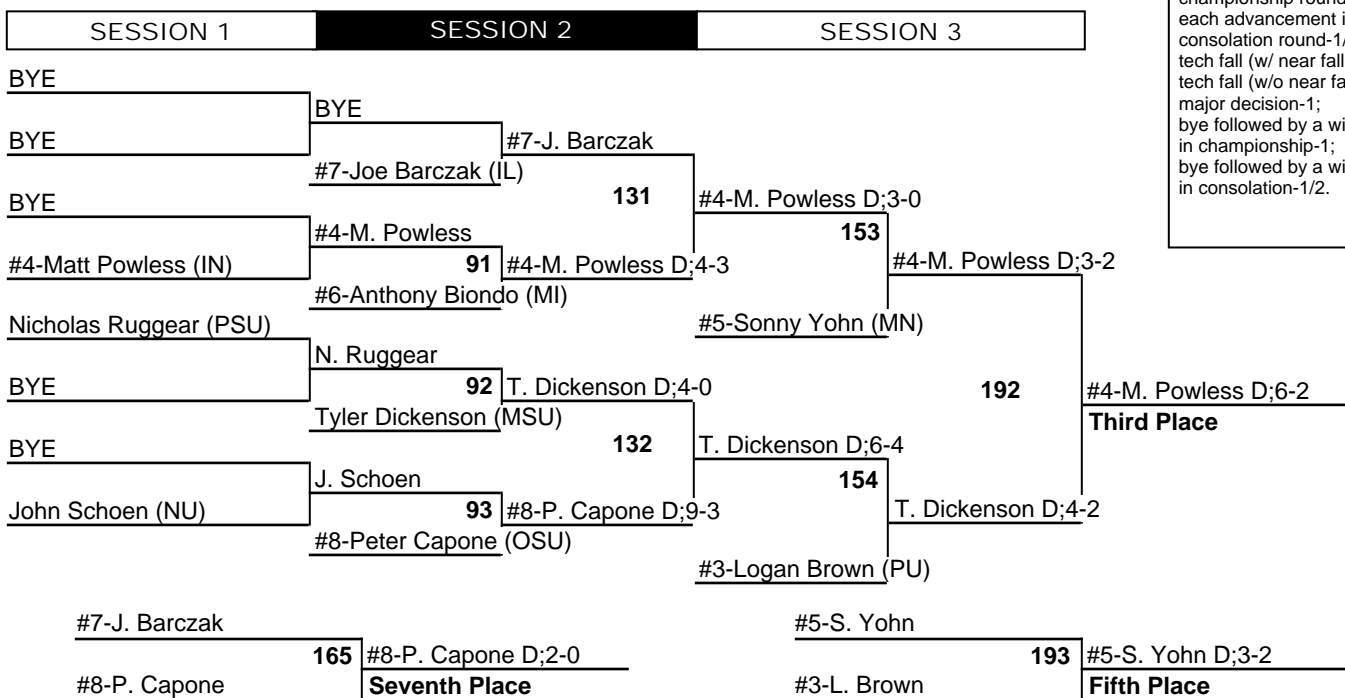 championship round
each advancement i
consolation round-1/
tech fall (w/ near fall
tech fall (w/o near fa
major decision-1;
bye followed by a wi
in championship-1;
bye followed by a wi
in consolation-1/2.
SESSION 1 SESSION 2 SESSION 3
BYE
BYE
BYE #7-J. Barczak
#7-Joe Barczak (IL)
131 #4-M. Powless D;3-0
BYE
#4-M. Powless 153
#4-Matt Powless (IN) 91 #4-M. Powless D;4-3 #4-M. Powless D;3-2
#6-Anthony Biondo (MI)
Nicholas Ruggear (PSU) #5-Sonny Yohn (MN)
N. Ruggear
BYE 92 T. Dickenson D;4-0 192 #4-M. Powless D;6-2
Tyler Dickenson (MSU) Third Place
BYE 132 T. Dickenson D;6-4
J. Schoen 154
John Schoen (NU) 93 #8-P. Capone D;9-3 T. Dickenson D;4-2
#8-Peter Capone (OSU)
#3-Logan Brown (PU)
#7-J. Barczak #5-S. Yohn
165 #8-P. Capone D;2-0 193 #5-S. Yohn D;3-2
#8-P. Capone Seventh Place #3-L. Brown Fifth Place